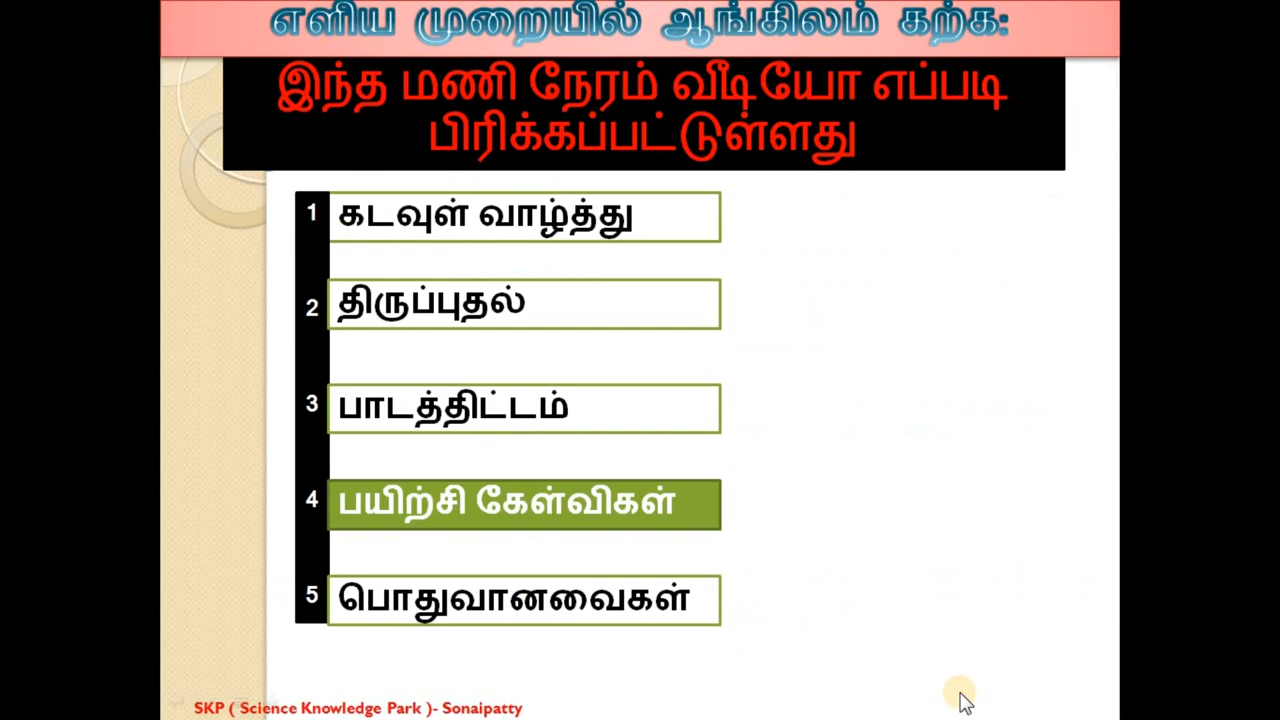 எளிய முறையில் ஆங்கிலம் கற்க:
இந்த மணி நேரம் வீடியோ எப்படி
பிரிக்கப்பட்டுள்ளது
1 கடவுள் வாழ்த்து
2 திருப்புதல்
3 பாடத்திட்டம்
4 பயிற்சி கேள்விகள்
5 பொதுவானவைகள்
SKP ( Science Knowledge Park )- Sonaipatty